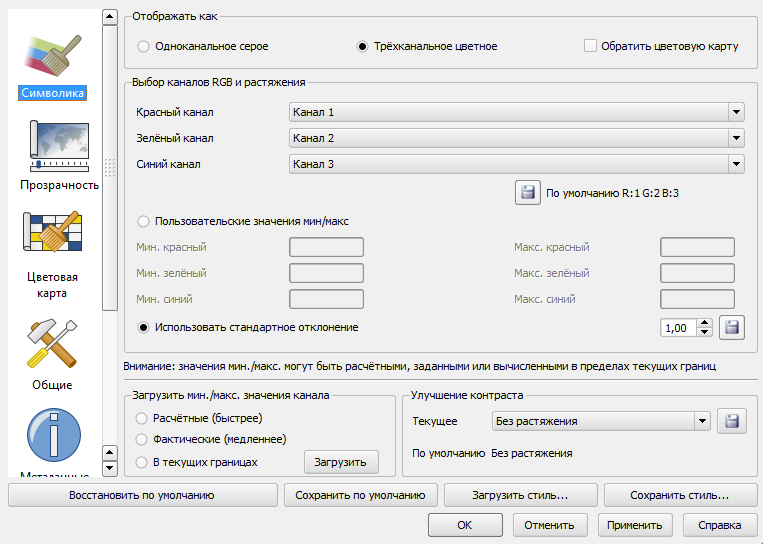 Символика
Прозрачность
Цветовая
карта
Общие
Метаданные
Отображать как
Одноканальное серое
Трёхканальное цветное
Обратить цветовую карту
Выбор каналов RGB и растяжения
Красный канал
Канал 1
Зелёный канал
Канал 2
Синий канал
Канал 3
По умолчанию R:1 G:2 B:3
Пользовательские значения мин/макс
Мин. красный
Макс. красный
Мин. зелёный
Макс. зелёный
Мин. синий
Макс. синий
Использовать стандартное отклонение
1,00
Внимание: значения мин./макс. могут быть расчётными, заданными или вычисленными в пределах текущих границ
Загрузить мин./макс. значения канала
Расчётные (быстрее)
Фактические (медленнее)
В текущих границах
Загрузить
Улучшение контраста
Текущее
Без растяжения
По умолчанию Без растяжения
Восстановить по умолчанию
Сохранить по умолчанию
Загрузить стиль...
Сохранить стиль...
OK
Отменить
Применить
Справка